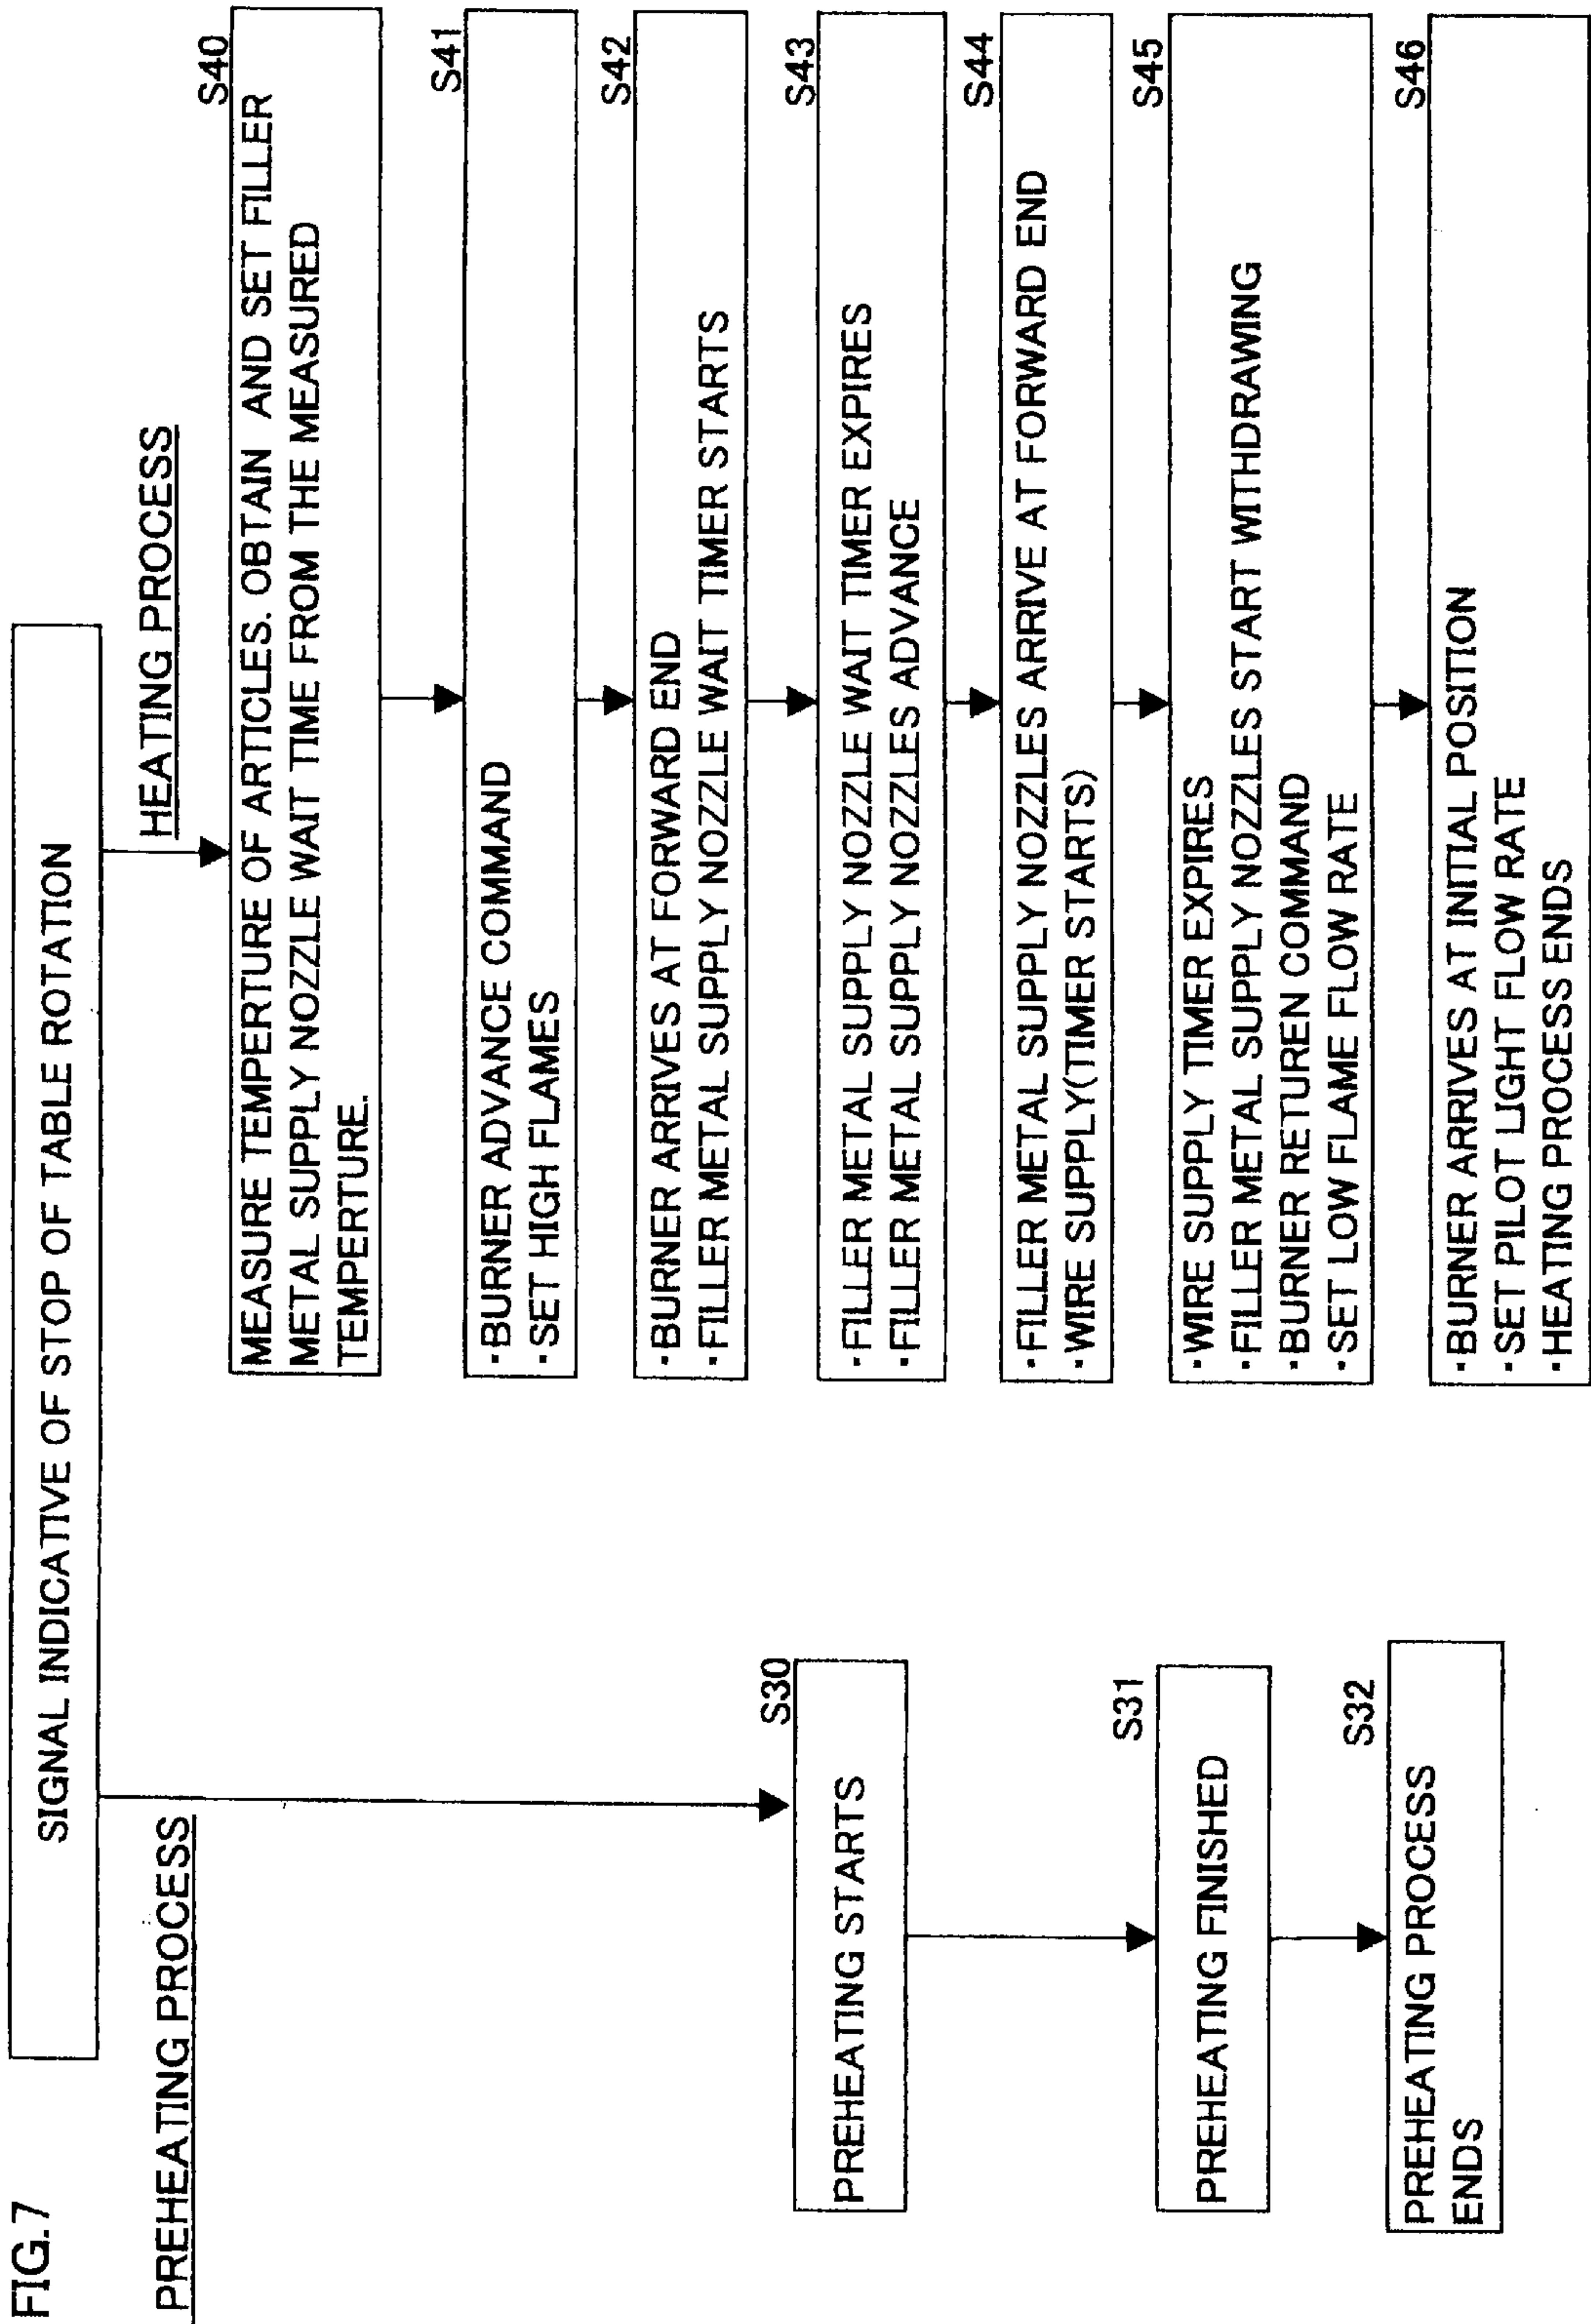 FIG.7
SIGNAL INDICATIVE OF STOP OF TABLE ROTATION
PREHEATING PROCESS
S30
PREHEATING STARTS
S31
PREHEATING FINISHED
S32
PREHEATING PROCESS
ENDS
HEATING PROCESS
S40
MEASURE TEMPERTURE OF ARTICLES. OBTAIN AND SET FILLER
METAL SUPPLY NOZZLE WAIT TIME FROM THE MEASURED
TEMPERTURE.
S41
·BURNER ADVANCE COMMAND
·SET HIGH FLAMES
S42
·BURNER ARRIVES AT FORWARD END
·FILLER METAL SUPPLY NOZZLE WAIT TIMER STARTS
S43
·FILLER METAL SUPPLY NOZZLE WAIT TIMER EXPIRES
·FILLER METAL SUPPLY NOZZLES ADVANCE
S44
·FILLER METAL SUPPLY NOZZLES ARRIVE AT FORWARD END
·WIRE SUPPLY(TIMER STARTS)
S45
·WIRE SUPPLY TIMER EXPIRES
·FILLER METAL SUPPLY NOZZLES START WITHDRAWING
·BURNER RETUREN COMMAND
·SET LOW FLAME FLOW RATE
S46
·BURNER ARRIVES AT INITIAL POSITION
·SET PILOT LIGHT FLOW RATE
·HEATING PROCESS ENDS